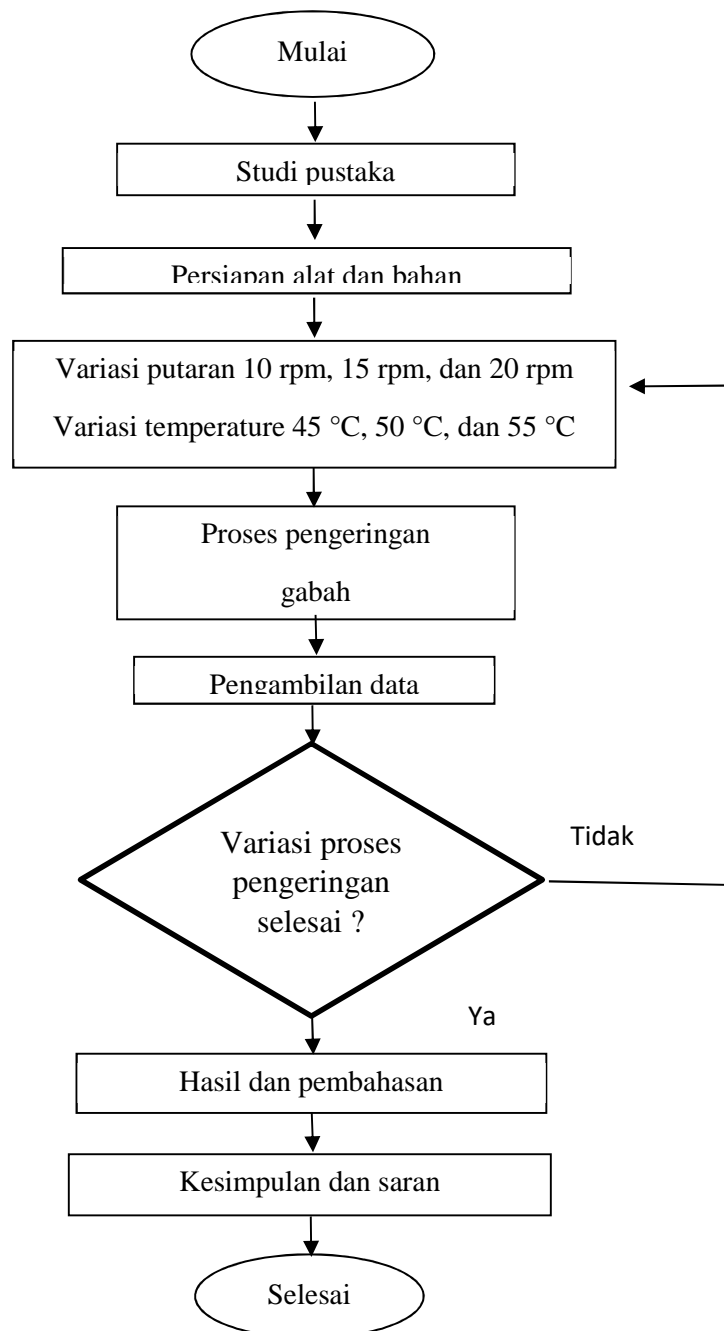 Mulai
Studi pustaka
Persiapan alat dan bahan
Variasi putaran 10 rpm, 15 rpm, dan 20 rpm
Variasi temperature 45 °C, 50 °C, dan 55 °C
Proses pengeringan
gabah
Pengambilan data
Variasi proses
pengeringan
selesai ?
Tidak
Ya
Hasil dan pembahasan
Kesimpulan dan saran
Selesai